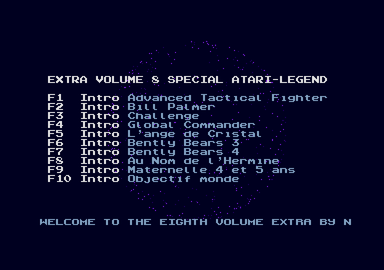 EXTRA VOLUME 8 SPECIAL ATARI-LEGEND
F1 Intro Advanced Tactical Fighter
F2 Intro Bill Palmer
F3 Intro Challenge
F4 Intro Global Commander
F5 Intro L'ange de Cristal
F6 Intro Bently Bears 3
F7 Intro Bently Bears 4
F8 Intro Au Nom de l'Hermine
F9 Intro Maternelle 4 et 5 ans
F10 Intro Objectif monde
WELCOME TO THE EIGHTH VOLUME EXTRA BY N